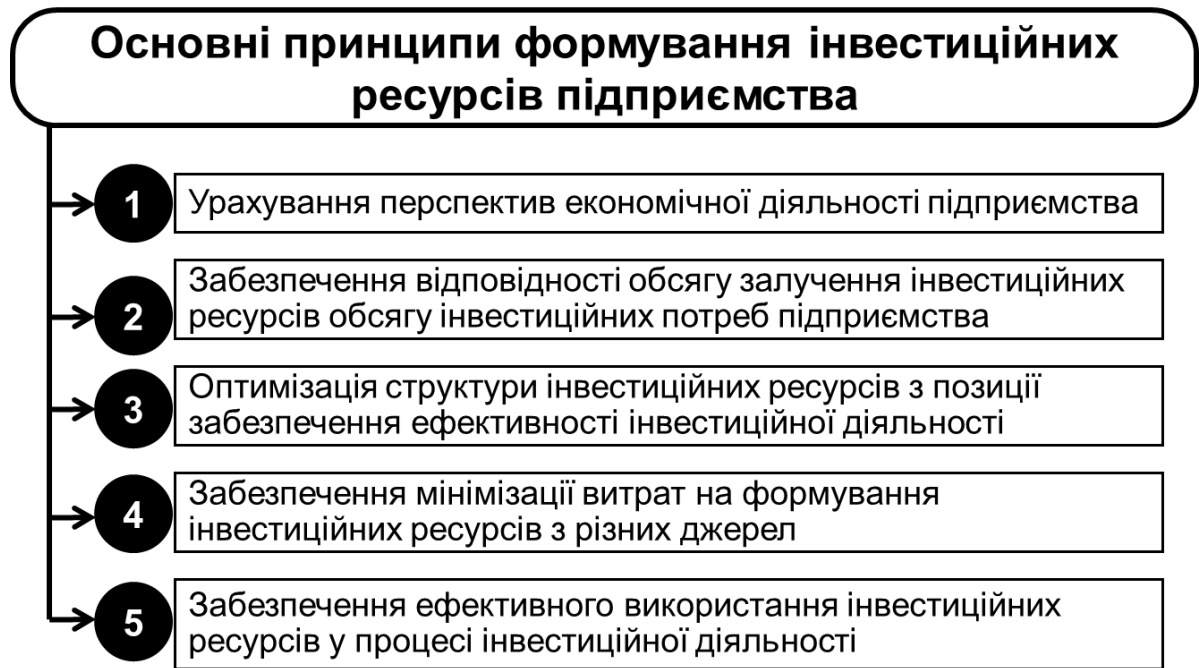 Основні принципи формування інвестиційних
ресурсів підприємства
1
Урахування перспектив економічної діяльності підприємства
2
Забезпечення відповідності обсягу залучення інвестиційних
ресурсів обсягу інвестиційних потреб підприємства
3
Оптимізація структури інвестиційних ресурсів з позиції
забезпечення ефективності інвестиційної діяльності
4
Забезпечення мінімізації витрат на формування
інвестиційних ресурсів з різних джерел
5
Забезпечення ефективного використання інвестиційних
ресурсів у процесі інвестиційної діяльності